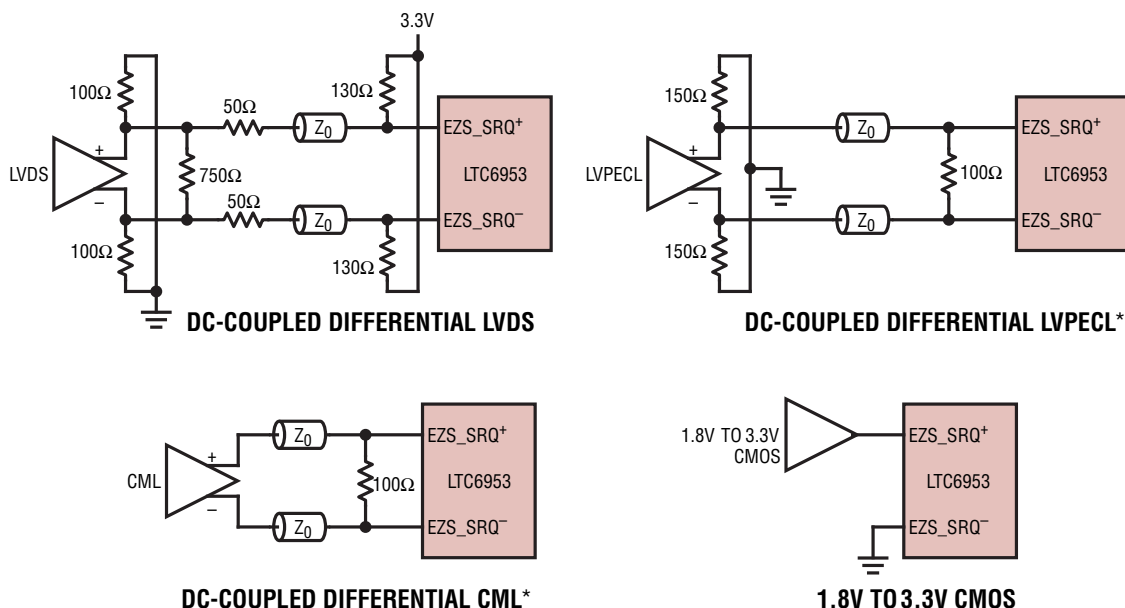 3.3V
100Ω
130Ω
50Ω
Z0
EZS_SRQ+
+
LVDS
750Ω
LTC6953
–
50Ω
Z0
EZS_SRQ–
100Ω
130Ω
DC-COUPLED DIFFERENTIAL LVDS
150Ω
Z0
EZS_SRQ+
+
LVPECL
100Ω
LTC6953
–
Z0
EZS_SRQ–
150Ω
DC-COUPLED DIFFERENTIAL LVPECL*
Z0
EZS_SRQ+
+
CML
100Ω
LTC6953
–
Z0
EZS_SRQ–
DC-COUPLED DIFFERENTIAL CML*
1.8V TO 3.3V
CMOS
EZS_SRQ+
LTC6953
EZS_SRQ–
1.8V TO 3.3V CMOS